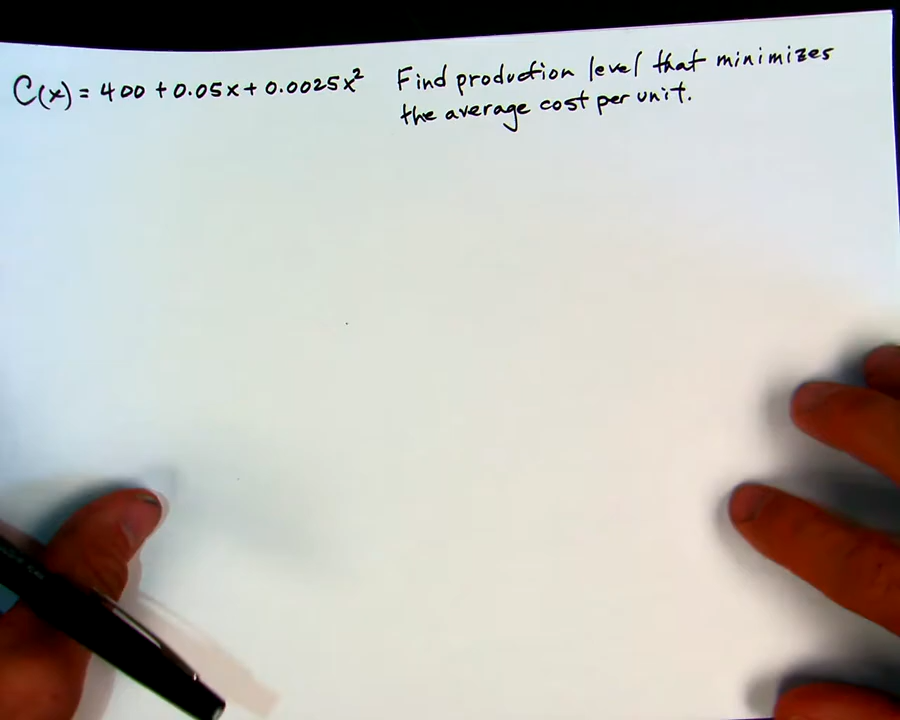 C(x) = 400 + 0.05x + 0.0025x² Find production level that minimizes
the average cost per unit.